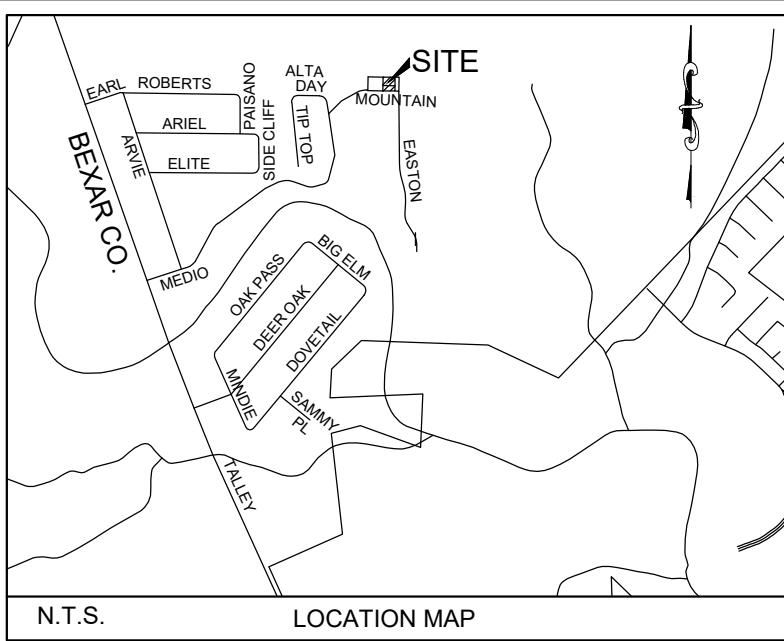 SITE
ALTA
DAY
EARL ROBERTS
MOUNTAIN
PAISANO
TIP TOP
ARIEL
ARVIE
SIDE CLIFF
ELITE
EASTON
BEXAR CO.
MEDIO
BIG ELM
OAK PASS
DEER OAK
DOVETAIL
MINDIE
SAMMY
PL
TALLEY
N.T.S. LOCATION MAP